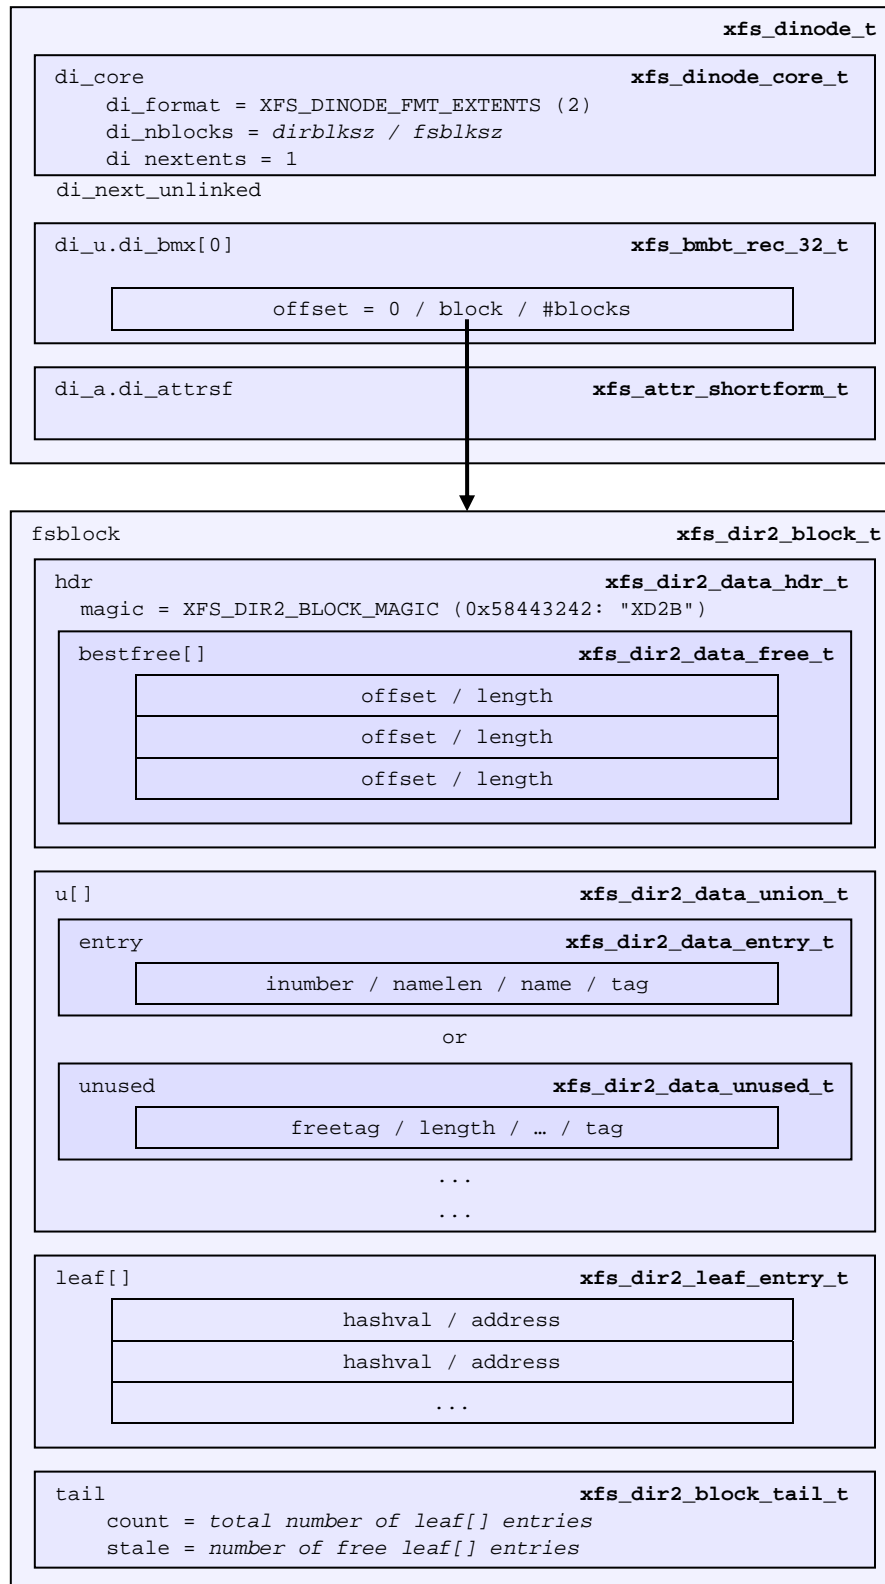 xfs_dinode_t
di_core xfs_dinode_core_t
di_format = XFS_DINODE_FMT_EXTENTS (2)
di_nblocks = dirblksz / fsblksz
di nextents = 1
di_next_unlinked
di_u.di_bmx[0] xfs_bmbt_rec_32_t
offset = 0 / block / #blocks
di_a.di_attrsf xfs_attr_shortform_t
fsblock xfs_dir2_block_t
hdr xfs_dir2_data_hdr_t
magic = XFS_DIR2_BLOCK_MAGIC (0x58443242: "XD2B")
bestfree[] xfs_dir2_data_free_t
offset / length
offset / length
offset / length
u[] xfs_dir2_data_union_t
entry xfs_dir2_data_entry_t
inumber / namelen / name / tag
or
unused xfs_dir2_data_unused_t
freetag / length / … / tag
...
...
leaf[] xfs_dir2_leaf_entry_t
hashval / address
hashval / address
...
tail xfs_dir2_block_tail_t
count = total number of leaf[] entries
stale = number of free leaf[] entries